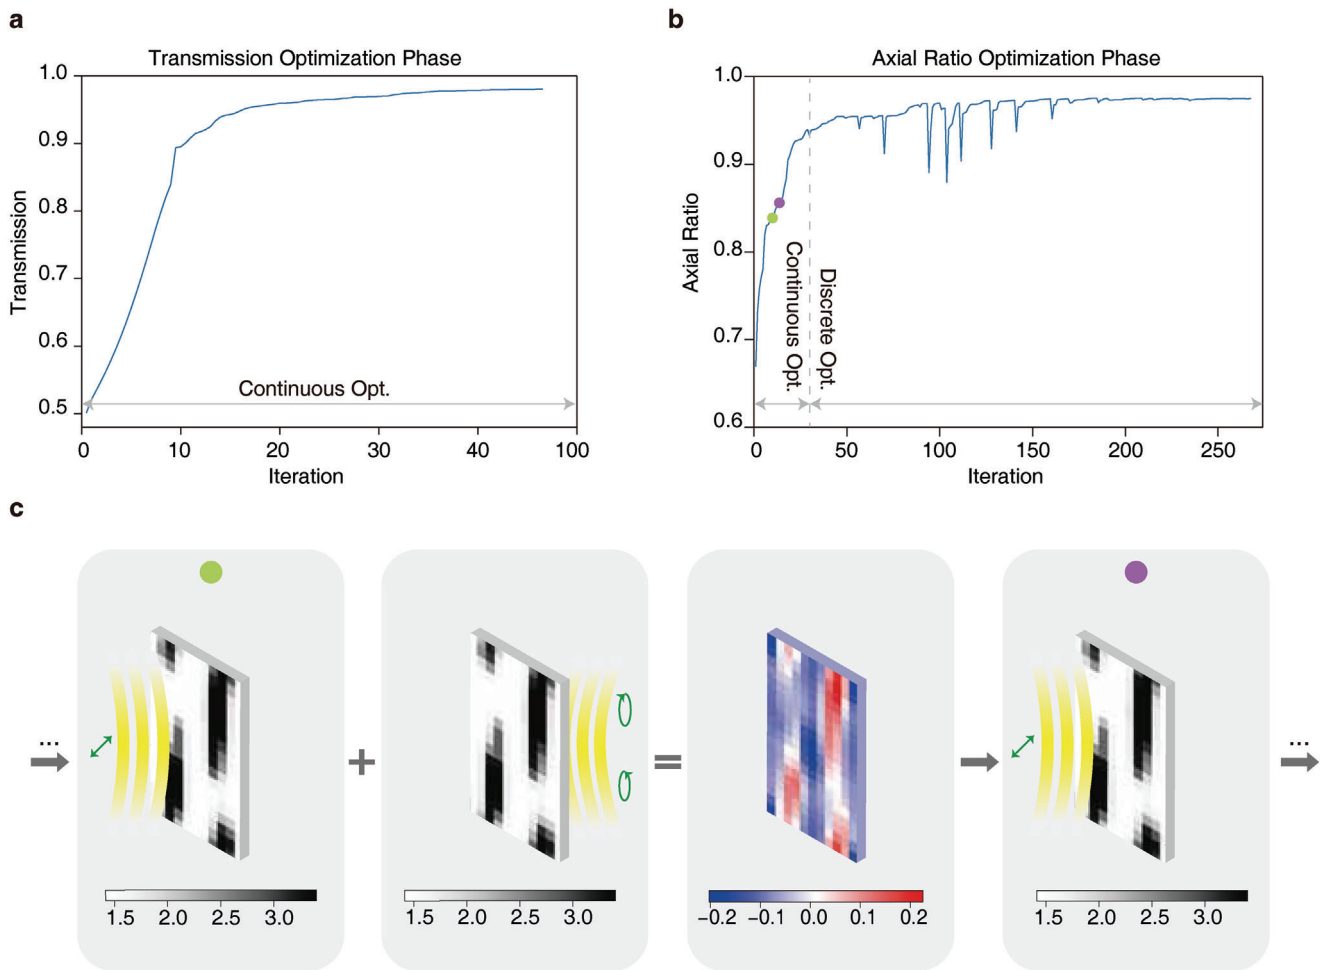 a
Transmission Optimization Phase
1.0
0.9
0.8
0.7
0.6
0.5
Transmission
Continuous Opt.
0 10 20 30 40 100
Iteration
b
Axial Ratio Optimization Phase
1.0
0.9
0.8
0.7
0.6
Axial Ratio
Continuous Opt.
Discrete Opt.
0 50 100 150 200 250
Iteration
c
...
+
=
...
1.5 2.0 2.5 3.0
1.5 2.0 2.5 3.0
−0.2 −0.1 0.0 0.1 0.2
1.5 2.0 2.5 3.0